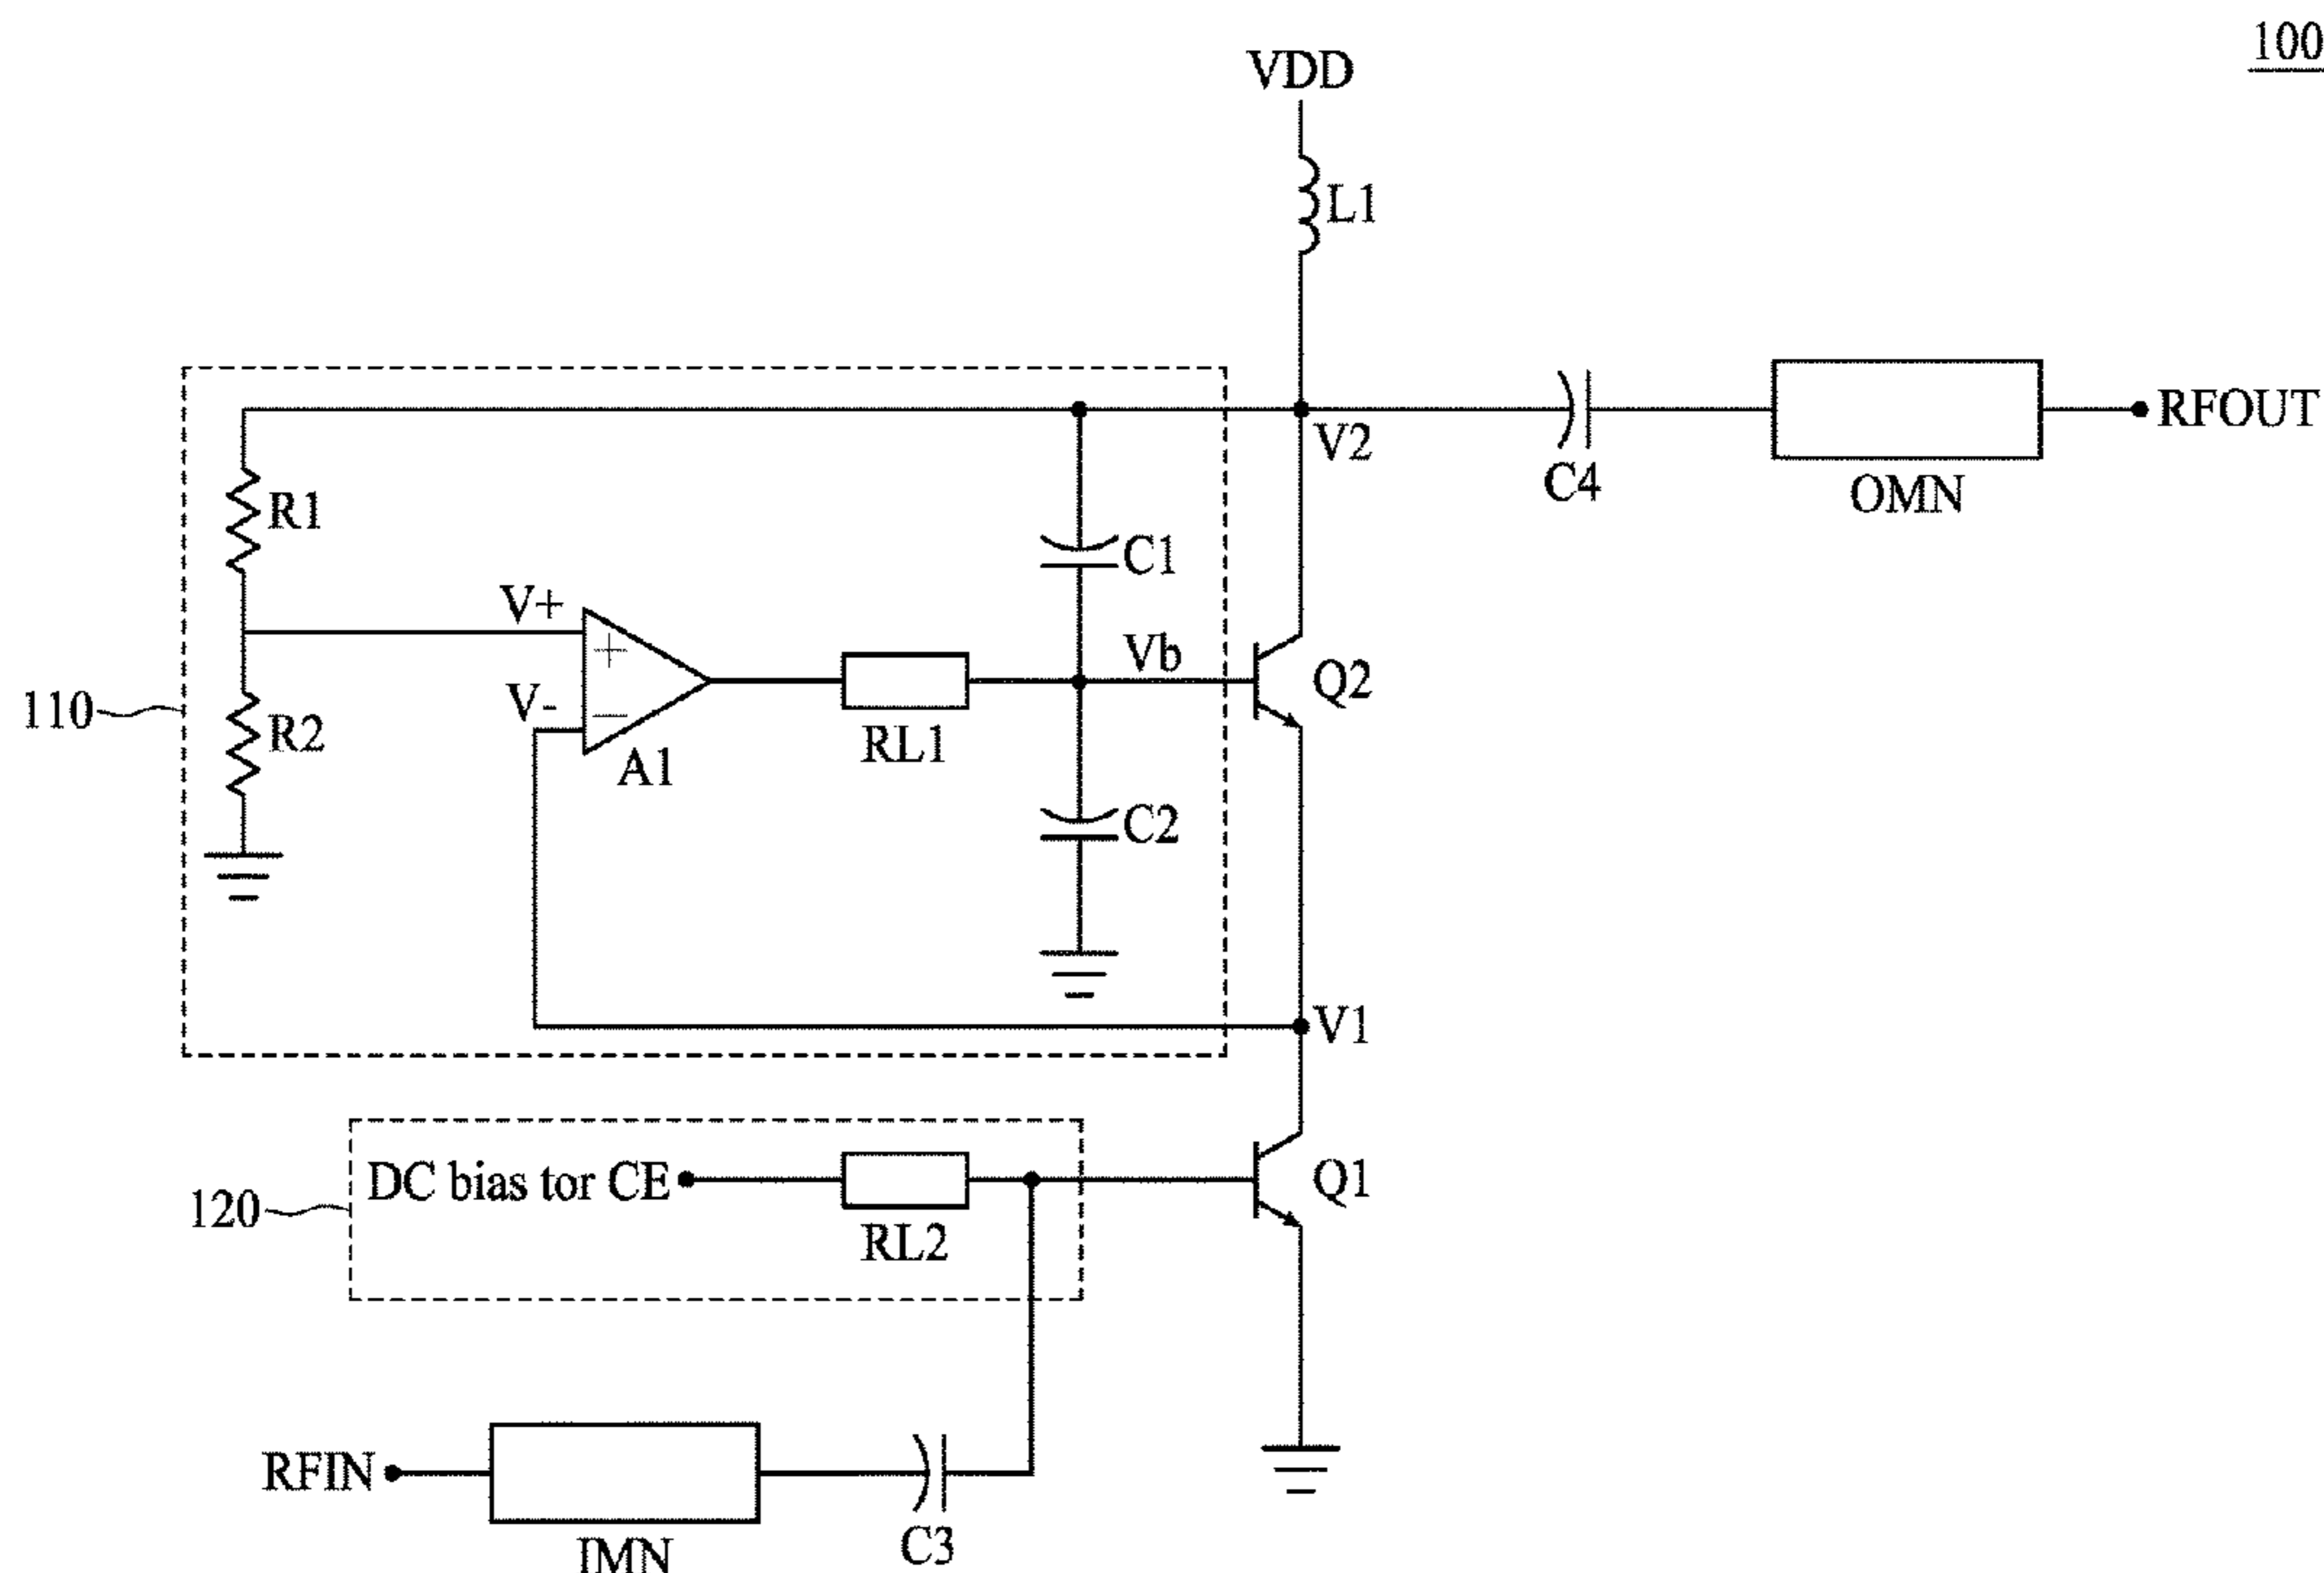 100
VDD
L1
V2
C4
OMN
RFOUT
R1
C1
V+
+
Vb
Q2
V-
−
A1
RL1
110
R2
C2
V1
DC bias tor CE
RL2
Q1
120
RFIN
IMN
C3